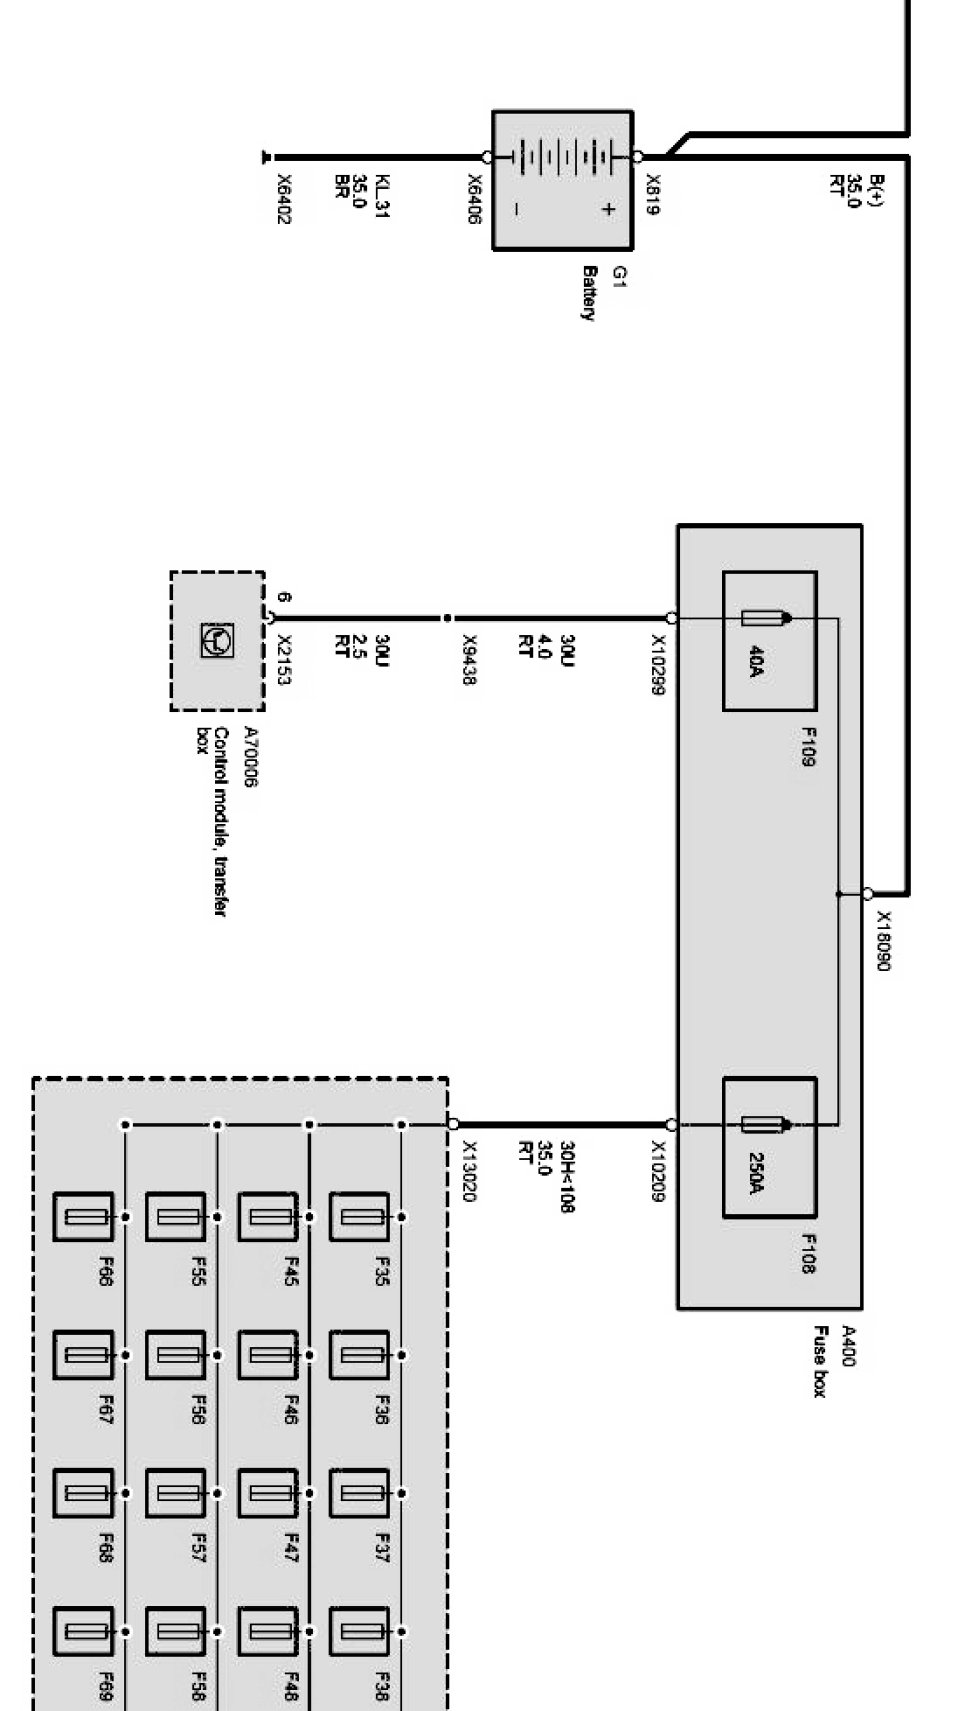 B(+)
35.0
RT
X819
+
-
X6406
G1
Battery
KL.31
35.0
BR
X6402
X18090
A400
Fuse box
F109
40A
F108
250A
X10299
30U
4.0
RT
X9438
30U
2.5
RT
6
X2153
A70006
Control module, transfer
box
X10209
30H<108
35.0
RT
X13020
F35
F36
F37
F38
F45
F46
F47
F48
F55
F56
F57
F58
F66
F67
F68
F69